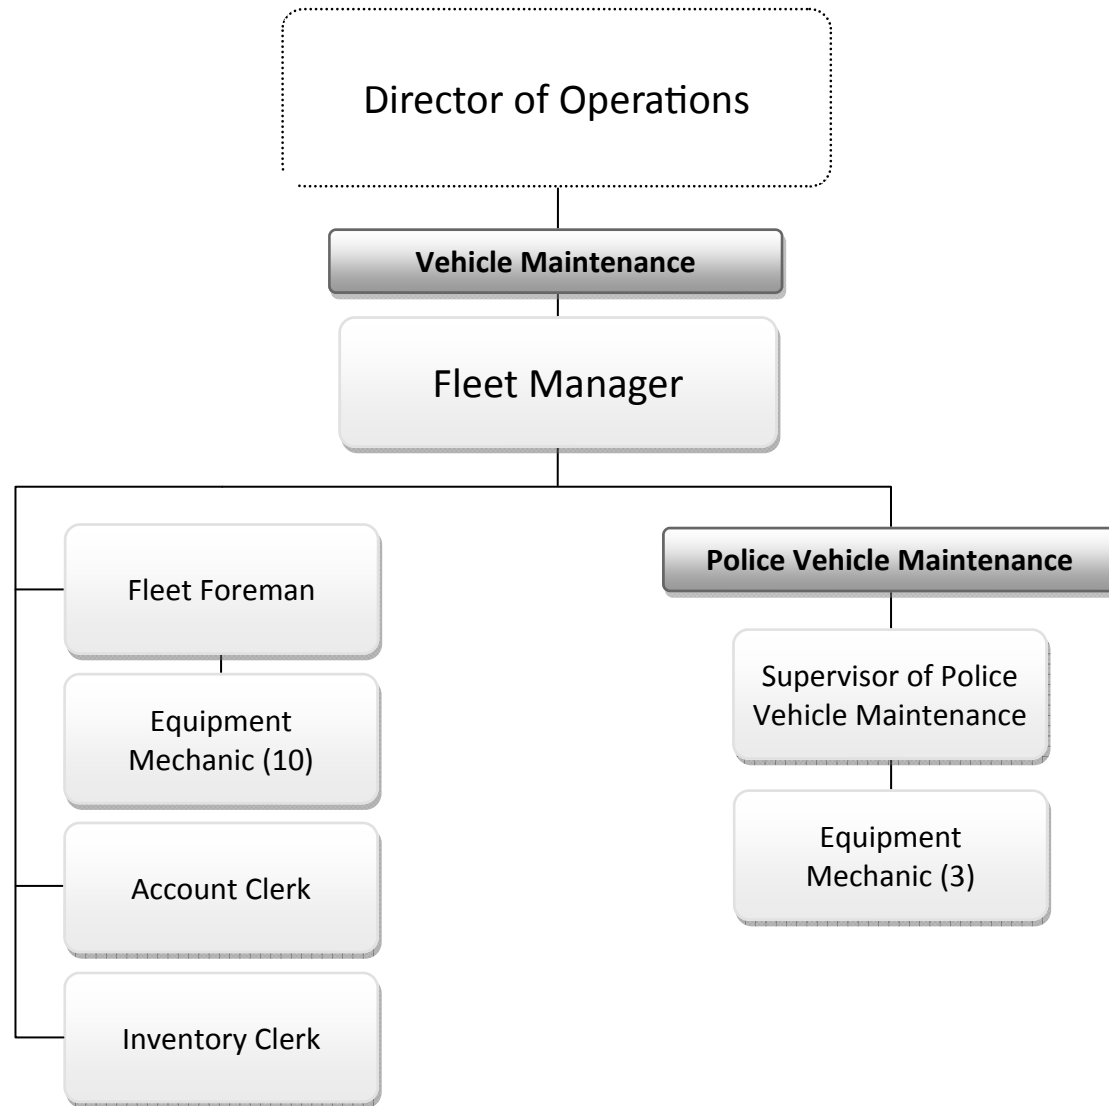 Director of Operations
Vehicle Maintenance
Fleet Manager
Fleet Foreman
Equipment
Mechanic (10)
Account Clerk
Inventory Clerk
Police Vehicle Maintenance
Supervisor of Police
Vehicle Maintenance
Equipment
Mechanic (3)